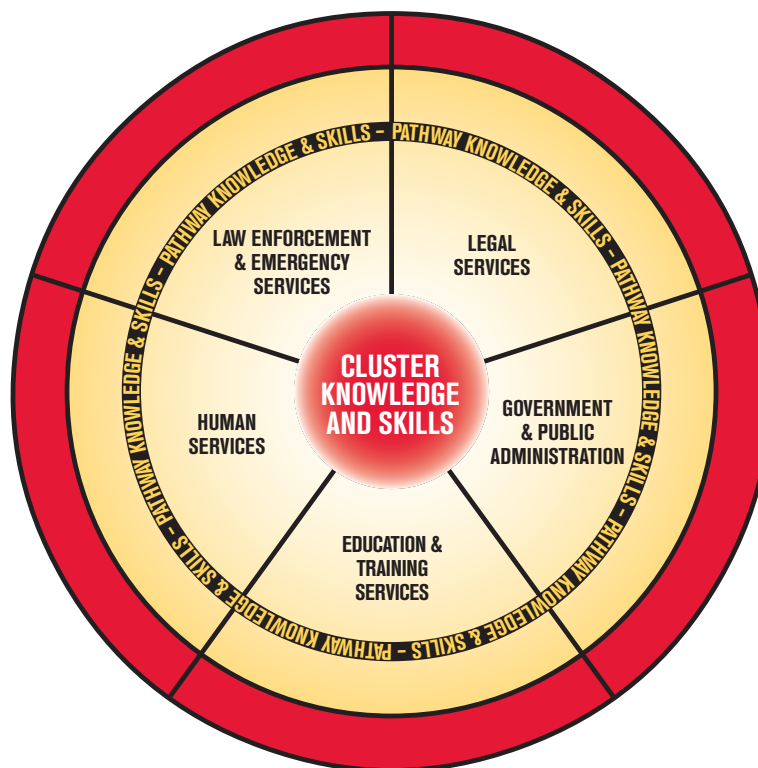 PATHWAY KNOWLEDGE & SKILLS – PATHWAY KNOWLEDGE & SKILLS – PATHWAY KNOWLEDGE & SKILLS – PATHWAY KNOWLEDGE & SKILLS – PATHWAY KNOWLEDGE & SKILLS – PATHWAY KNOWLEDGE & SKILLS –
LAW ENFORCEMENT
& EMERGENCY
SERVICES
LEGAL
SERVICES
CLUSTER
KNOWLEDGE
AND SKILLS
HUMAN
SERVICES
GOVERNMENT
& PUBLIC
ADMINISTRATION
EDUCATION &
TRAINING
SERVICES